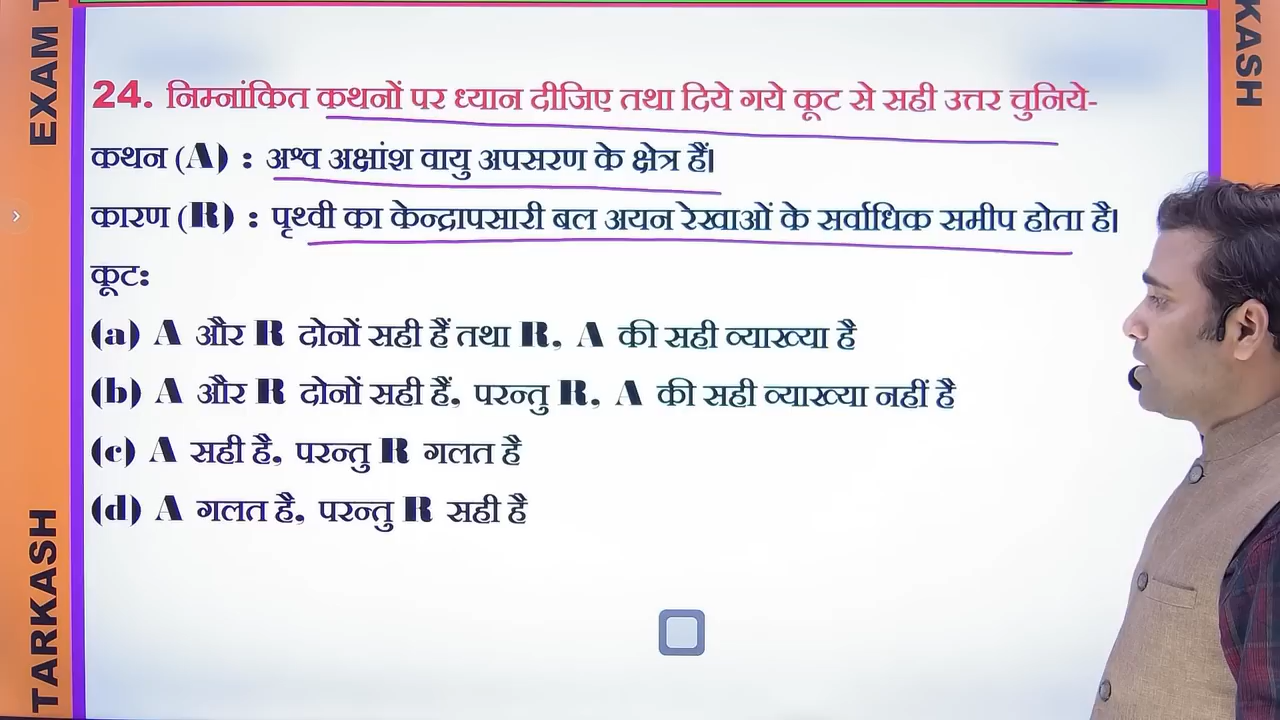 EXAM T
TARKASH
KASH
24. निम्नांकित कथनों पर ध्यान दीजिए तथा दिये गये कूट से सही उत्तर चुनिये-
कथन (A) : अश्व अक्षांश वायु अपसरण के क्षेत्र हैं।
कारण (R) : पृथ्वी का केन्द्रापसारी बल अयन रेखाओं के सर्वाधिक समीप होता है।
कूटः
(a) A और R दोनों सही हैं तथा R, A की सही व्याख्या है
(b) A और R दोनों सही हैं, परन्तु R, A की सही व्याख्या नहीं है
(c) A सही है, परन्तु R गलत है
(d) A गलत है, परन्तु R सही है